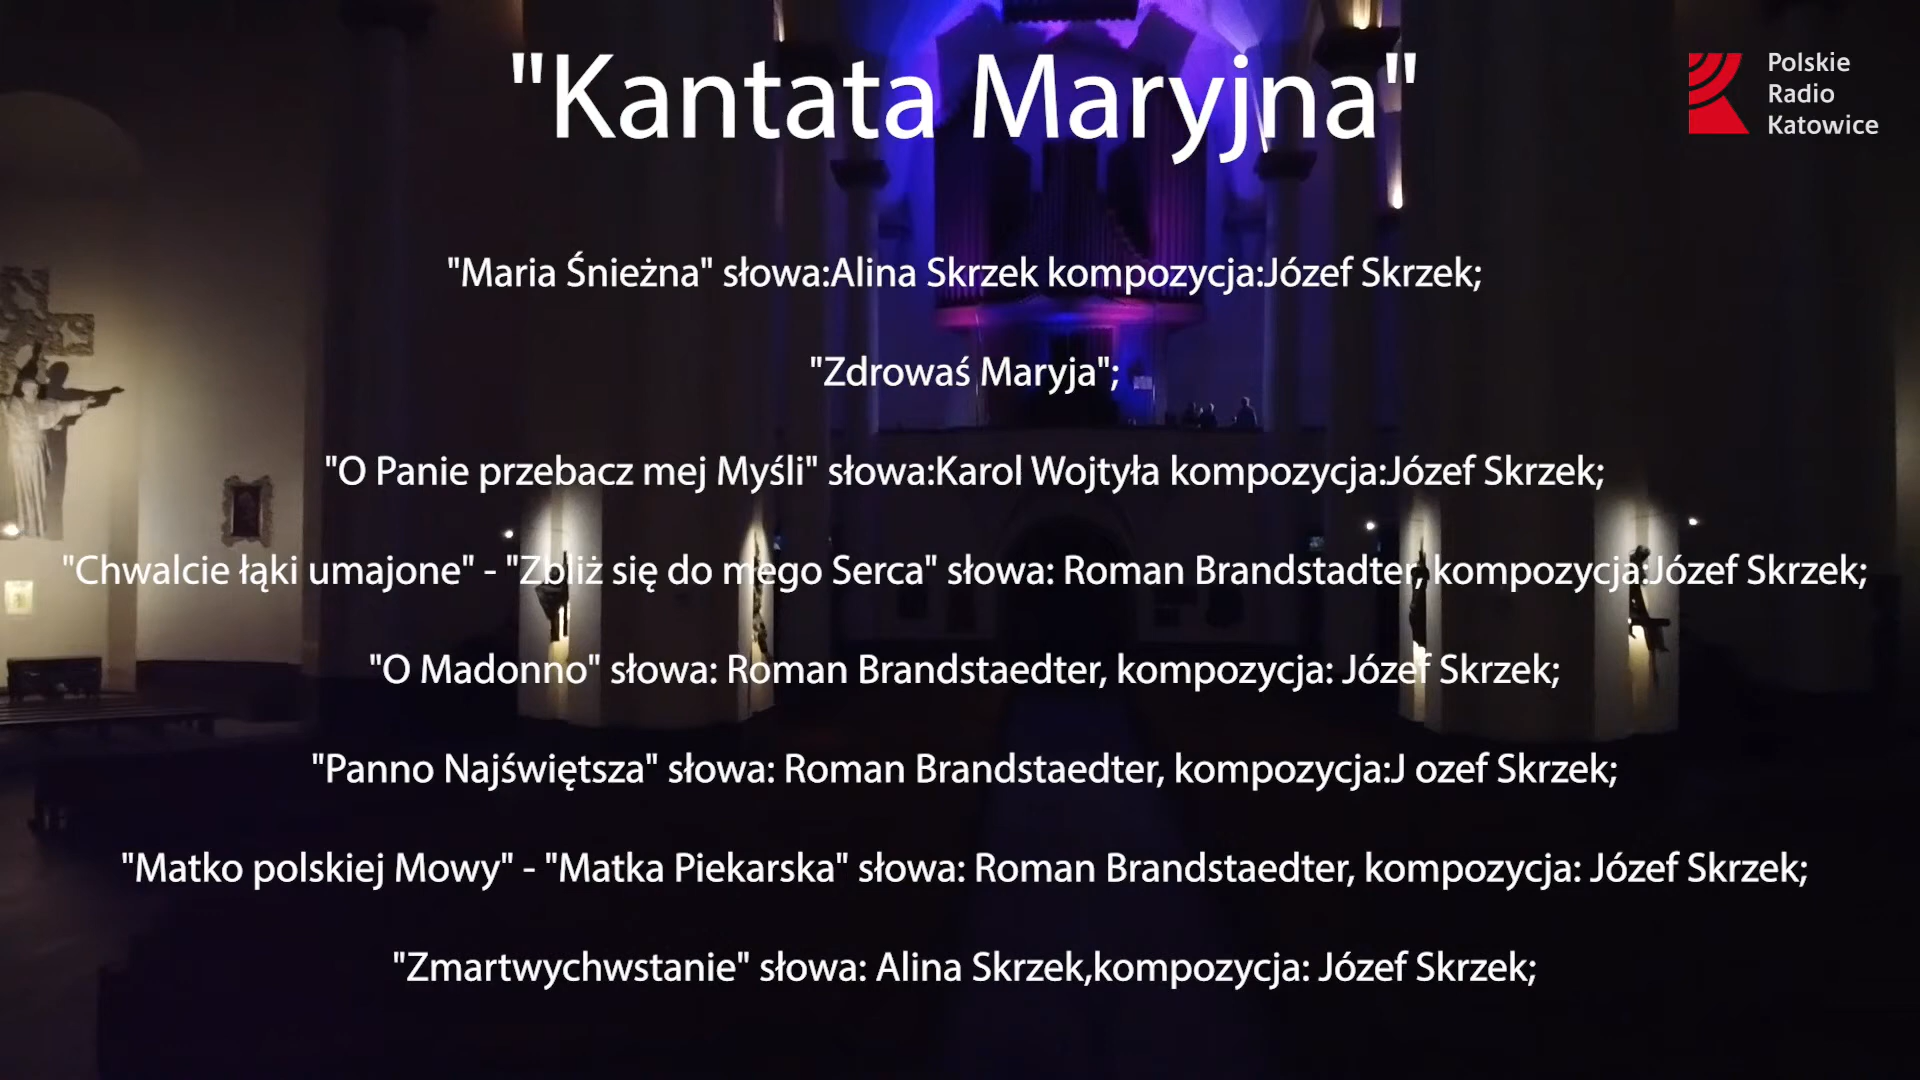 "Kantata Maryjna"
Polskie
Radio
Katowice
"Maria Śnieżna" słowa:Alina Skrzek kompozycja:Józef Skrzek;
"Zdrowaś Maryja";
"O Panie przebacz mej Myśli" słowa:Karol Wojtyła kompozycja:Józef Skrzek;
"Chwalcie łąki umajone" - "Zbliż się do mego Serca" słowa: Roman Brandstadter, kompozycja:Józef Skrzek;
"O Madonno" słowa: Roman Brandstaedter, kompozycja: Józef Skrzek;
"Panno Najświętsza" słowa: Roman Brandstaedter, kompozycja:J ozef Skrzek;
"Matko polskiej Mowy" - "Matka Piekarska" słowa: Roman Brandstaedter, kompozycja: Józef Skrzek;
"Zmartwychwstanie" słowa: Alina Skrzek,kompozycja: Józef Skrzek;